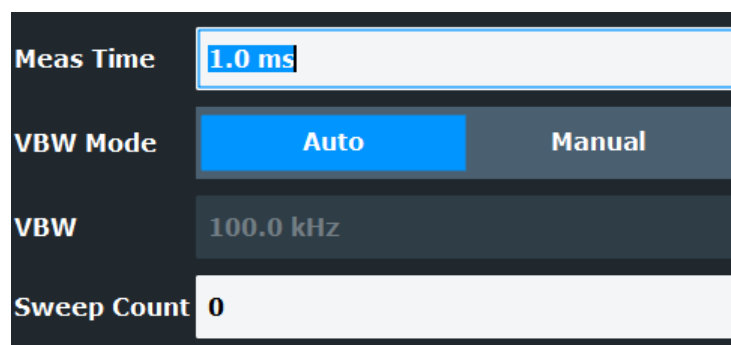 Meas Time 1.0 ms
VBW Mode Auto Manual
VBW 100.0 kHz
Sweep Count 0